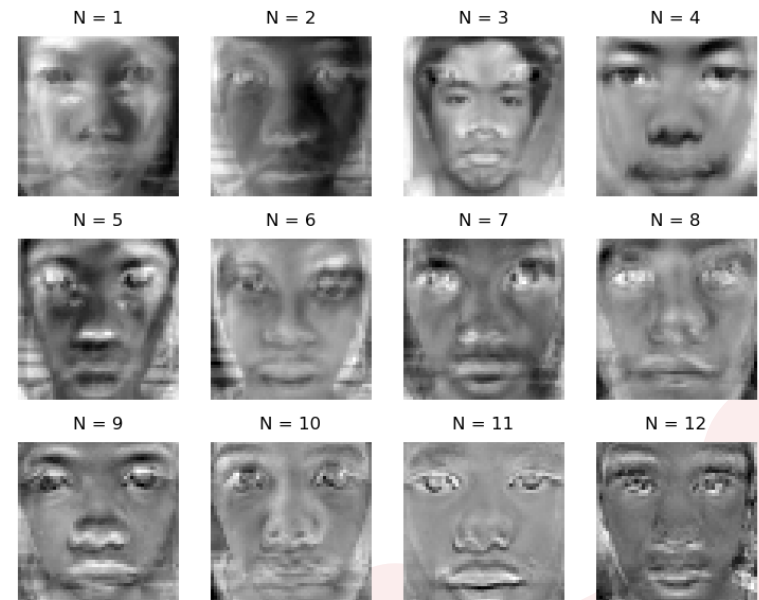 N = 1 N = 2 N = 3 N = 4
N = 5 N = 6 N = 7 N = 8
N = 9 N = 10 N = 11 N = 12